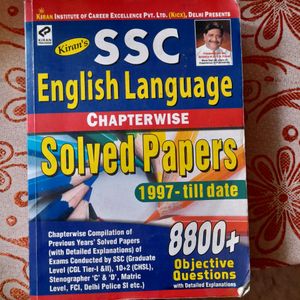 KIRAN INSTITUTE OF CAREER EXCELLENCE PVT. LTD. (KICX), DELHI PRESENTS
Kiran's
SSC
English Language
CHAPTERWISE
Solved Papers
1997- till date
Chapterwise Compilation of
Previous Years' Solved Papers
(with Detailed Explanations) of
Exams Conducted by SSC (Graduate
Level (CGL Tier-I &II), 10+2 (CHSL),
Stenographer 'C' & 'D', Matric
Level, FCI, Delhi Police SI etc.)
8800+
Objective
Questions
with Detailed Explanations